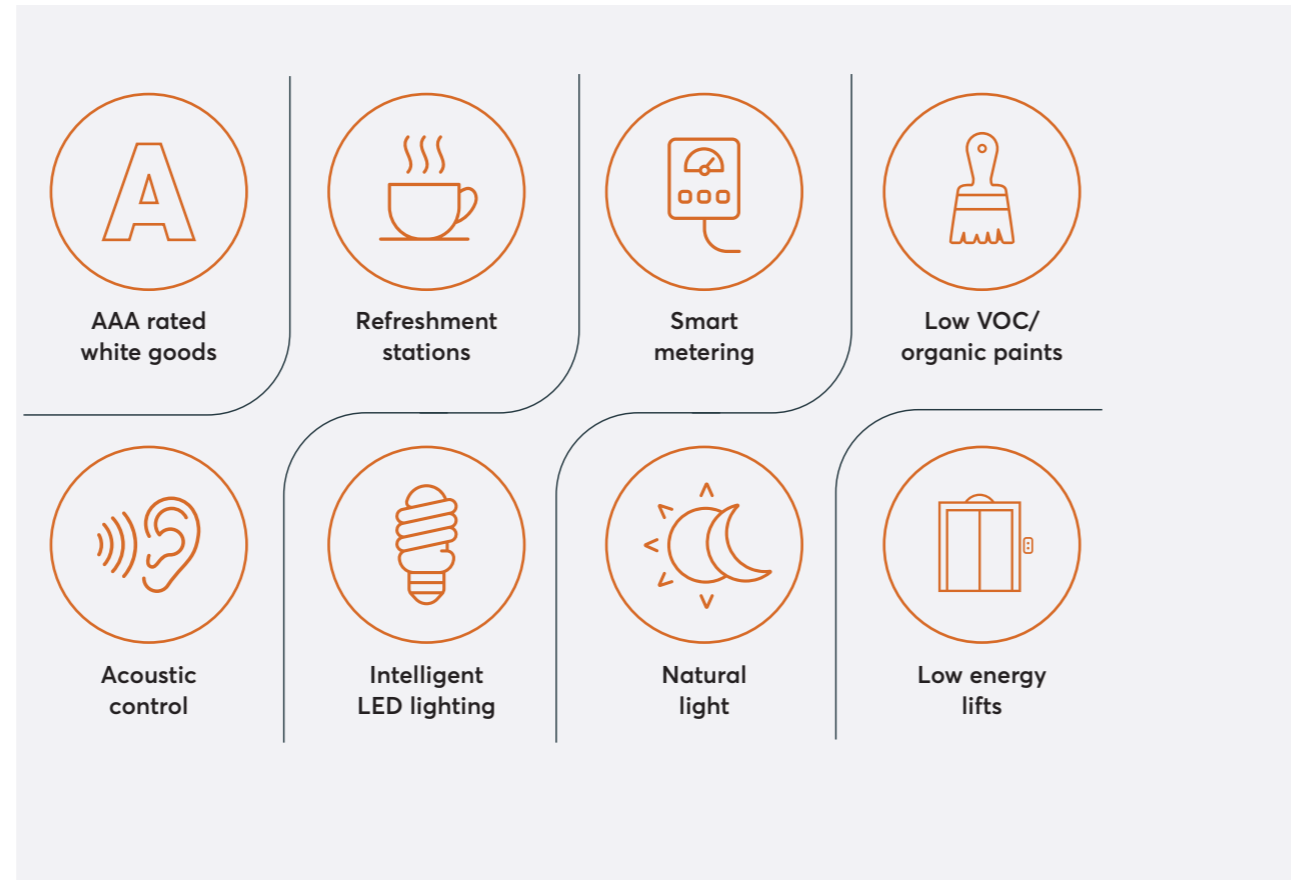 A
AAA rated
white goods
Refreshment
stations
Smart
metering
Low VOC/
organic paints
Acoustic
control
Intelligent
LED lighting
Natural
light
Low energy
lifts